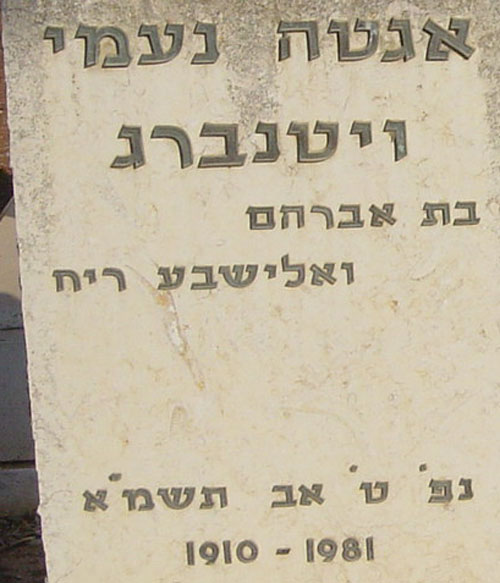 אגטה נעמי
ויטנברג
בת אברהם
ואלישבע ריח
נפ' ט' אב תשמ"א
1910 - 1981